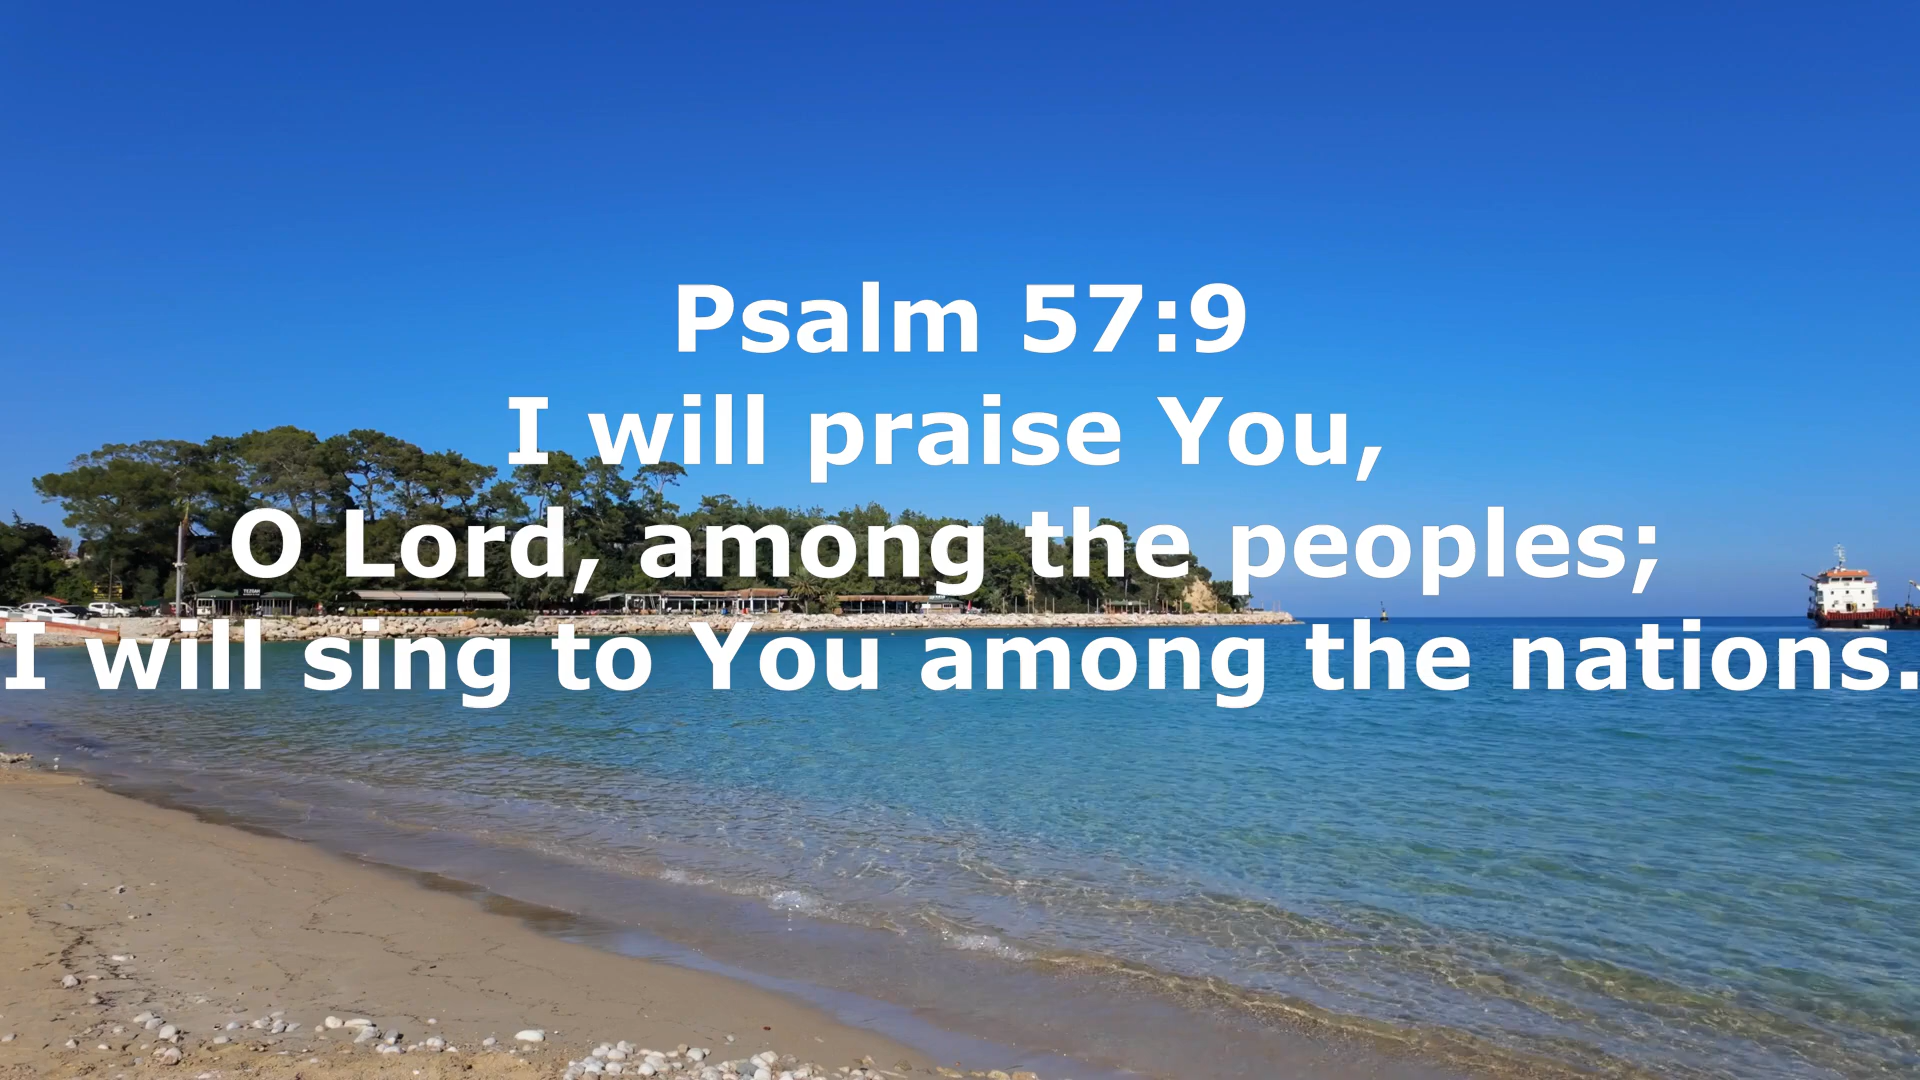 Psalm 57:9
I will praise You,
O Lord, among the peoples;
I will sing to You among the nations.